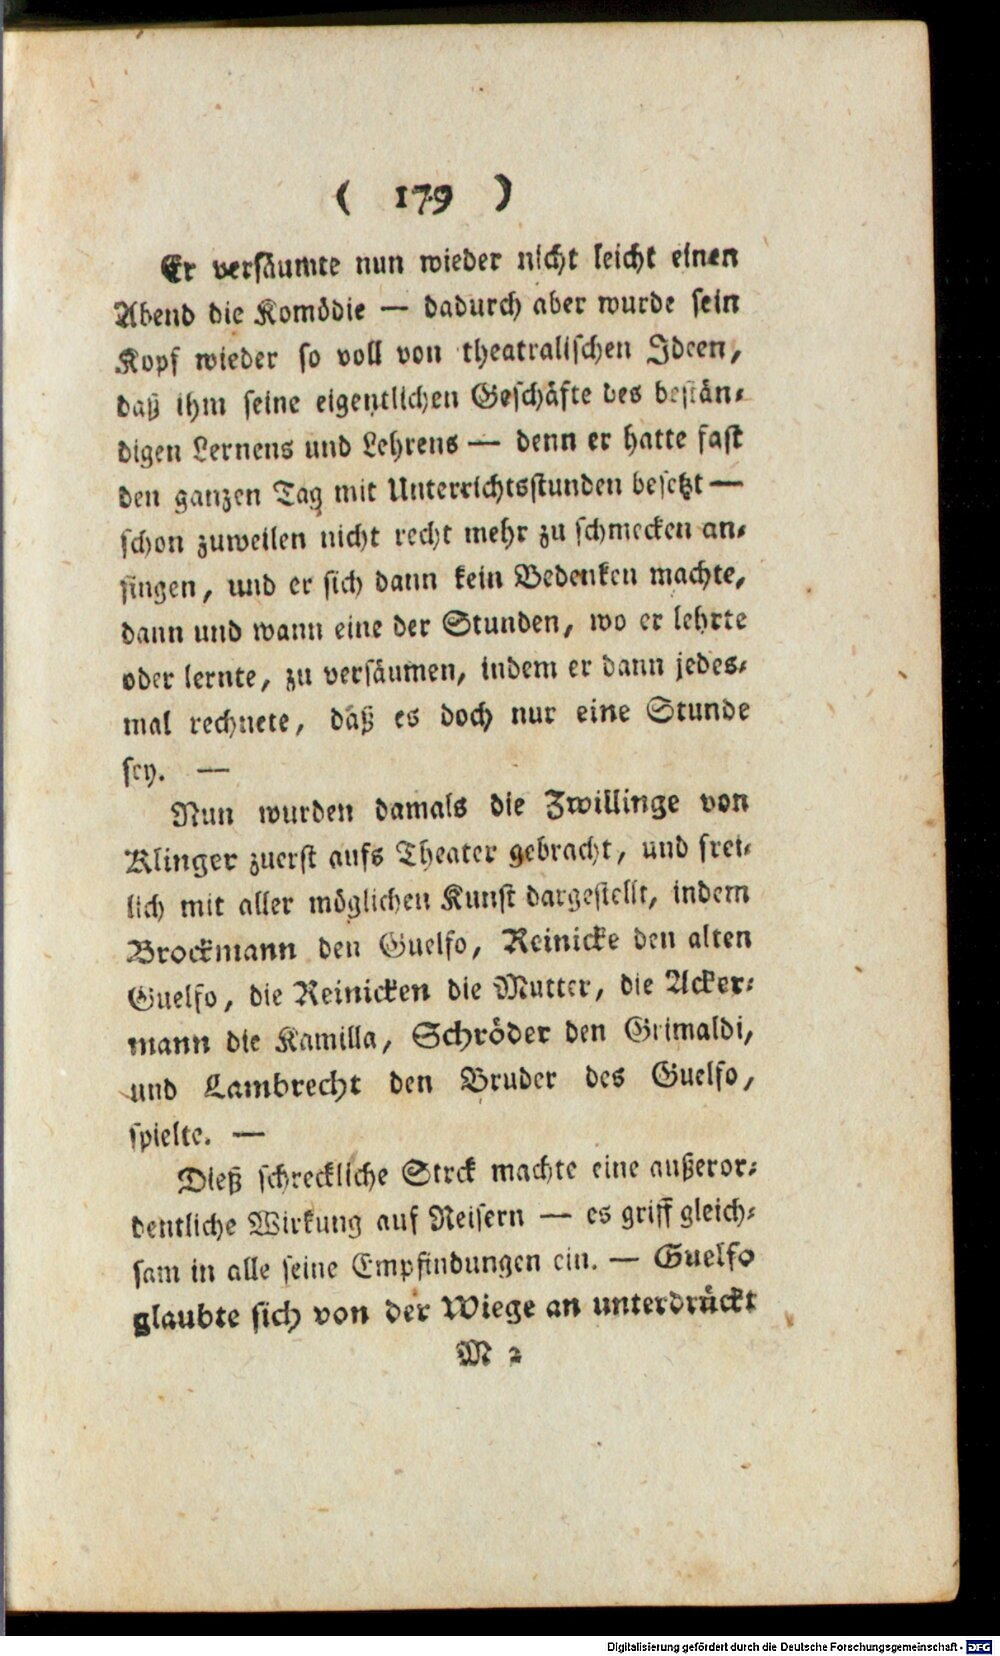 ( 179 )
Er versäumte nun wieder nicht leicht einen
Abend die Komödie — dadurch aber wurde sein
Kopf wieder so voll von theatralischen Ideen,
daß ihm seine eigentlichen Geschäfte des bestän-
digen Lernens und Lehrens — denn er hatte fast
den ganzen Tag mit Unterrichtsstunden besetzt —
schon zuweilen nicht recht mehr zu schmecken an-
fingen, und er sich dann kein Bedenken machte,
dann und wann eine der Stunden, wo er lehrte
oder lernte, zu versäumen, indem er dann jedes-
mal rechnete, daß es doch nur eine Stunde
sey. —
Nun wurden damals die Zwillinge von
Klinger zuerst aufs Theater gebracht, und frei-
lich mit aller möglichen Kunst dargestellt, indem
Brockmann den Guelfo, Reinicke den alten
Guelfo, die Reinicken die Mutter, die Acker-
mann die Kamilla, Schröder den Grimaldi,
und Lambrecht den Bruder des Guelfo,
spielte. —
Dieß schreckliche Strck machte eine außeror-
dentliche Wirkung auf Reisern — es griff gleich-
sam in alle seine Empfindungen ein. — Guelfo
glaubte sich von der Wiege an unterdrückt
M 2
Digitalisierung gefördert durch die Deutsche Forschungsgemeinschaft - DFG